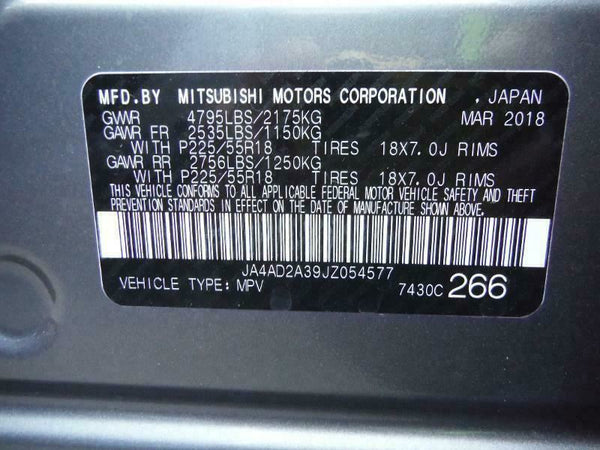 MFD.BY MITSUBISHI MOTORS CORPORATION , JAPAN
GVWR 4795LBS/2175KG MAR 2018
GAWR FR 2535LBS/1150KG
WITH P225/55R18 TIRES 18X7.0J RIMS
GAWR RR 2756LBS/1250KG
WITH P225/55R18 TIRES 18X7.0J RIMS
THIS VEHICLE CONFORMS TO ALL APPLICABLE FEDERAL MOTOR VEHICLE SAFETY AND THEFT
PREVENTION STANDARDS IN EFFECT ON THE DATE OF MANUFACTURE SHOWN ABOVE.
JA4AD2A39JZ054577
VEHICLE TYPE: MPV 7430C 266